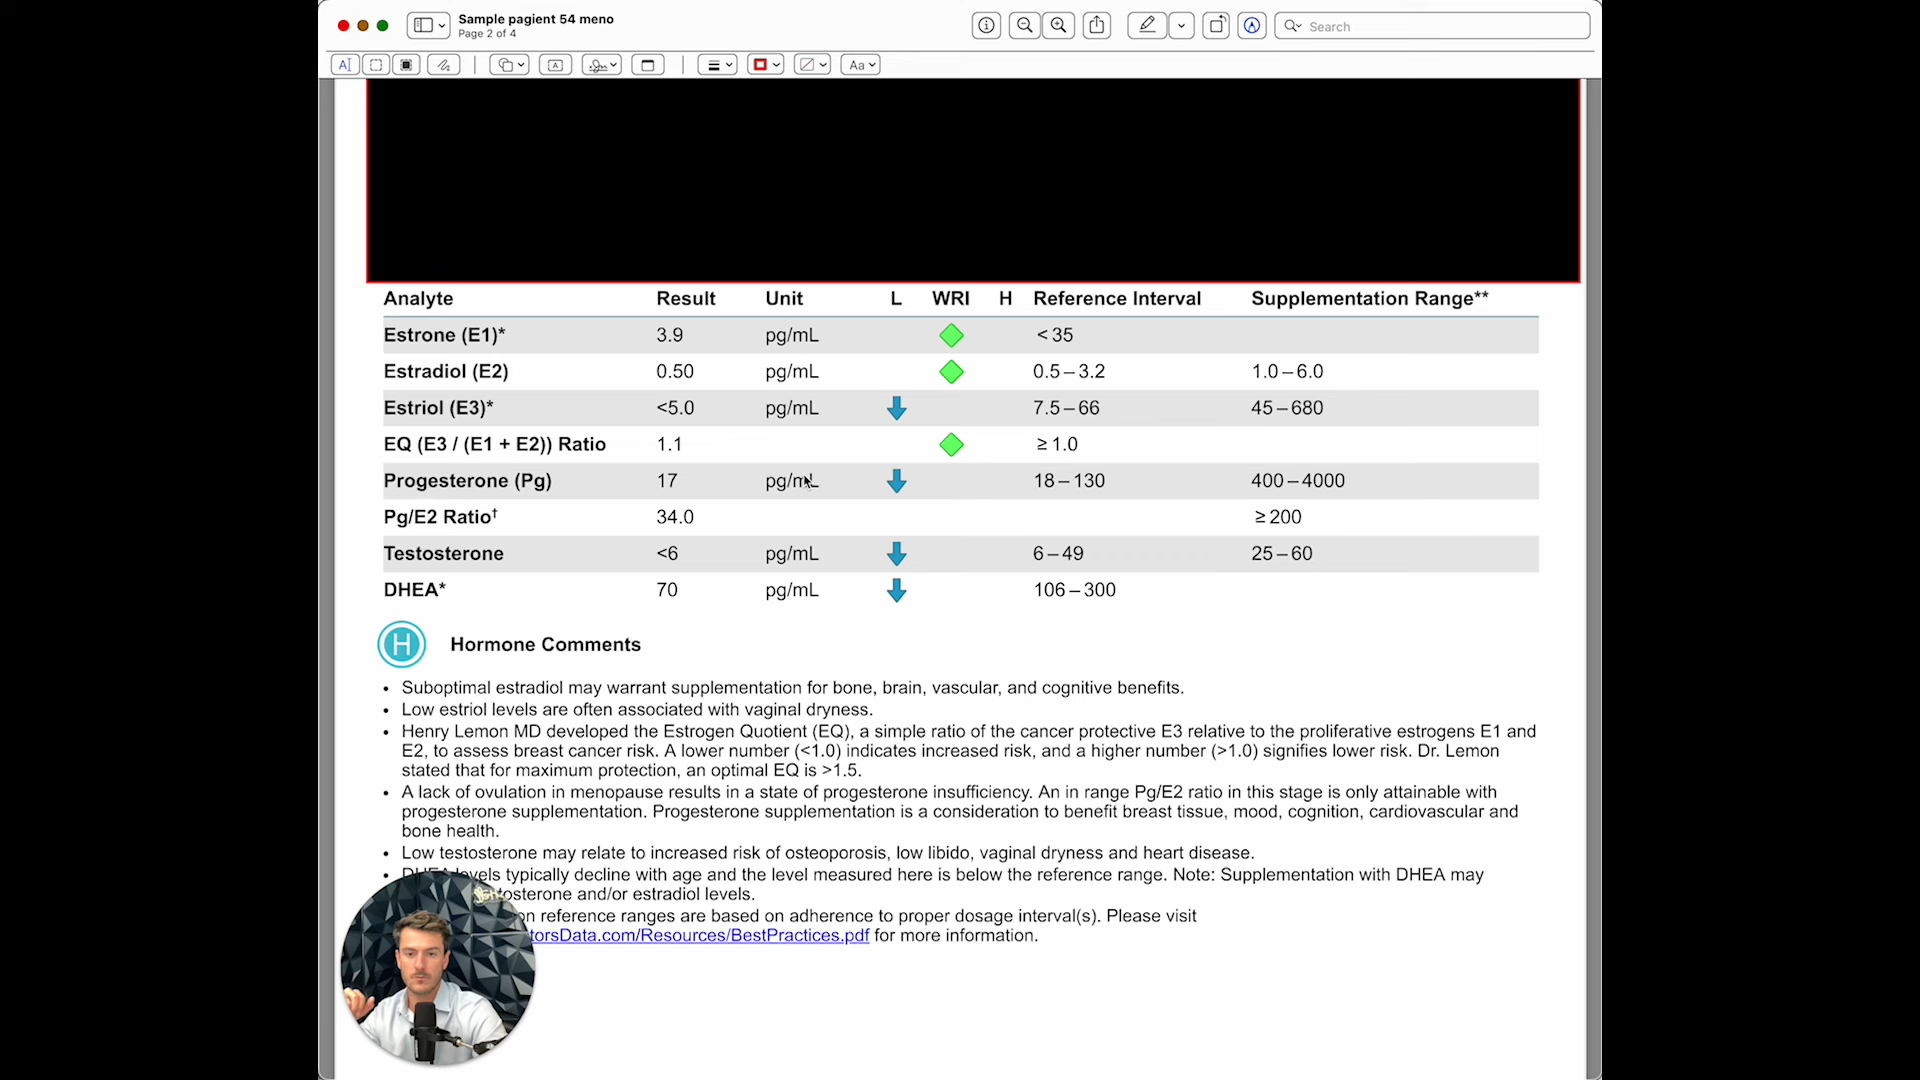 Sample pagient 54 meno
Page 2 of 4
Search
Aa
Analyte Result Unit L WRI H Reference Interval Supplementation Range**
Estrone (E1)* 3.9 pg/mL < 35
Estradiol (E2) 0.50 pg/mL 0.5 – 3.2 1.0 – 6.0
Estriol (E3)* <5.0 pg/mL 7.5 – 66 45 – 680
EQ (E3 / (E1 + E2)) Ratio 1.1 ≥ 1.0
Progesterone (Pg) 17 pg/mL 18 – 130 400 – 4000
Pg/E2 Ratio† 34.0 ≥ 200
Testosterone <6 pg/mL 6 – 49 25 – 60
DHEA* 70 pg/mL 106 – 300
H Hormone Comments
• Suboptimal estradiol may warrant supplementation for bone, brain, vascular, and cognitive benefits.
• Low estriol levels are often associated with vaginal dryness.
• Henry Lemon MD developed the Estrogen Quotient (EQ), a simple ratio of the cancer protective E3 relative to the proliferative estrogens E1 and
E2, to assess breast cancer risk. A lower number (<1.0) indicates increased risk, and a higher number (>1.0) signifies lower risk. Dr. Lemon
stated that for maximum protection, an optimal EQ is >1.5.
• A lack of ovulation in menopause results in a state of progesterone insufficiency. An in range Pg/E2 ratio in this stage is only attainable with
progesterone supplementation. Progesterone supplementation is a consideration to benefit breast tissue, mood, cognition, cardiovascular and
bone health.
• Low testosterone may relate to increased risk of osteoporosis, low libido, vaginal dryness and heart disease.
• DHEA levels typically decline with age and the level measured here is below the reference range. Note: Supplementation with DHEA may
osterone and/or estradiol levels.
on reference ranges are based on adherence to proper dosage interval(s). Please visit
torsData.com/Resources/BestPractices.pdf for more information.